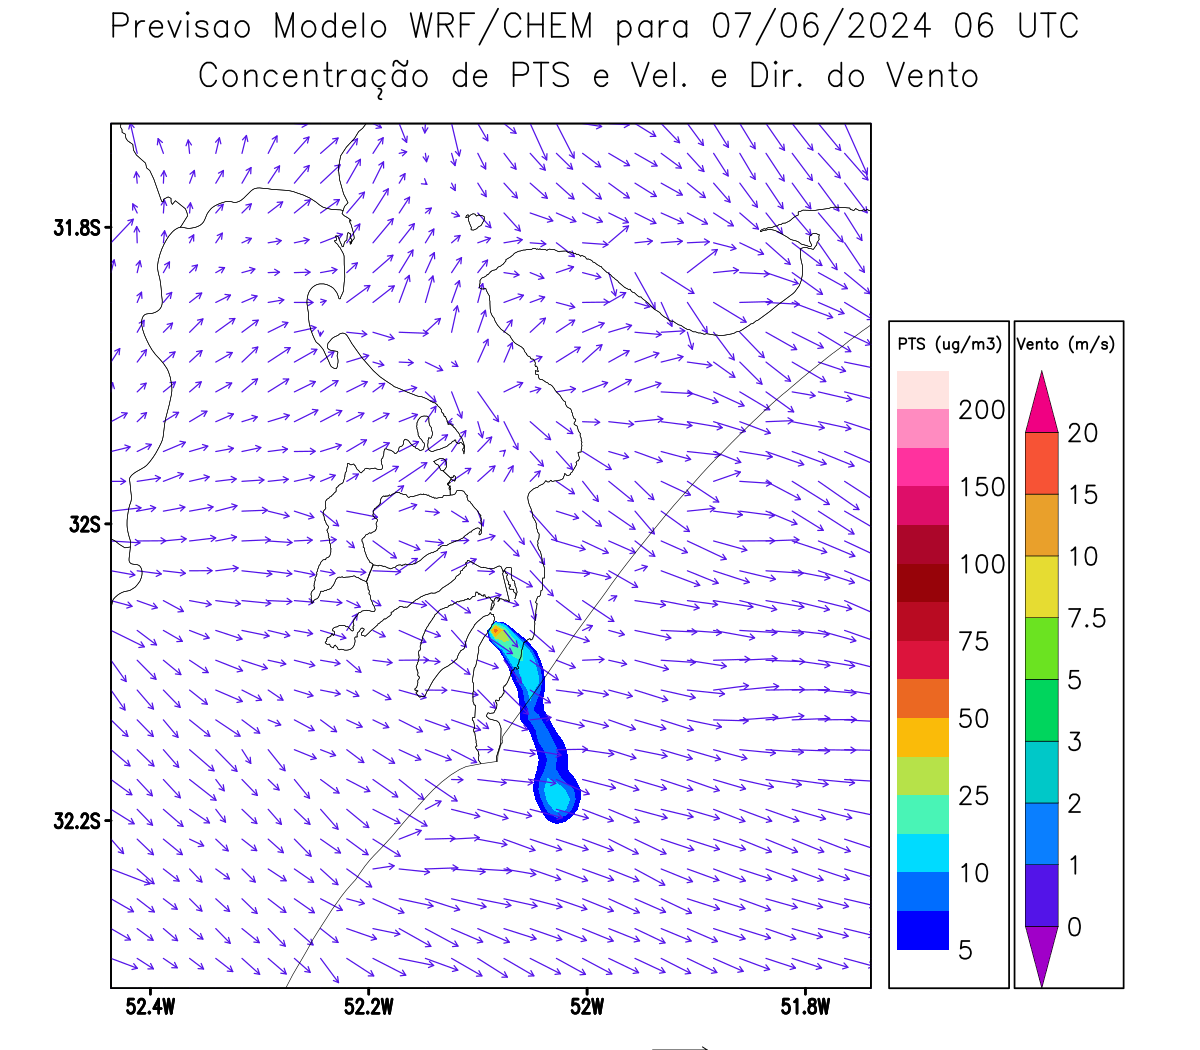 Previsao Modelo WRF/CHEM para 07/06/2024 06 UTC
Concentração de PTS e Vel. e Dir. do Vento
31.8S
32S
32.2S
52.4W
52.2W
52W
51.8W
PTS (ug/m3)
200
150
100
75
50
25
10
5
Vento (m/s)
20
15
10
7.5
5
3
2
1
0